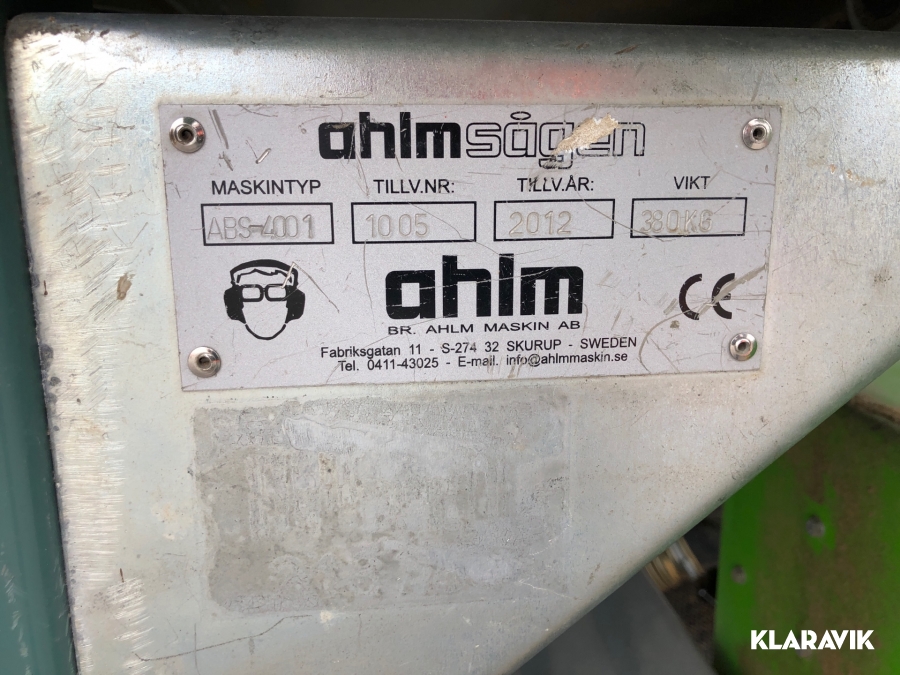 ahlmsågen
MASKINTYP TILLV.NR: TILLV.ÅR: VIKT
ABS-4001 1005 2012 380KG
ahlm
CE
BR. AHLM MASKIN AB
Fabriksgatan 11 - S-274 32 SKURUP - SWEDEN
Tel. 0411-43025 - E-mail. info@ahlmmaskin.se
KLARAVIK